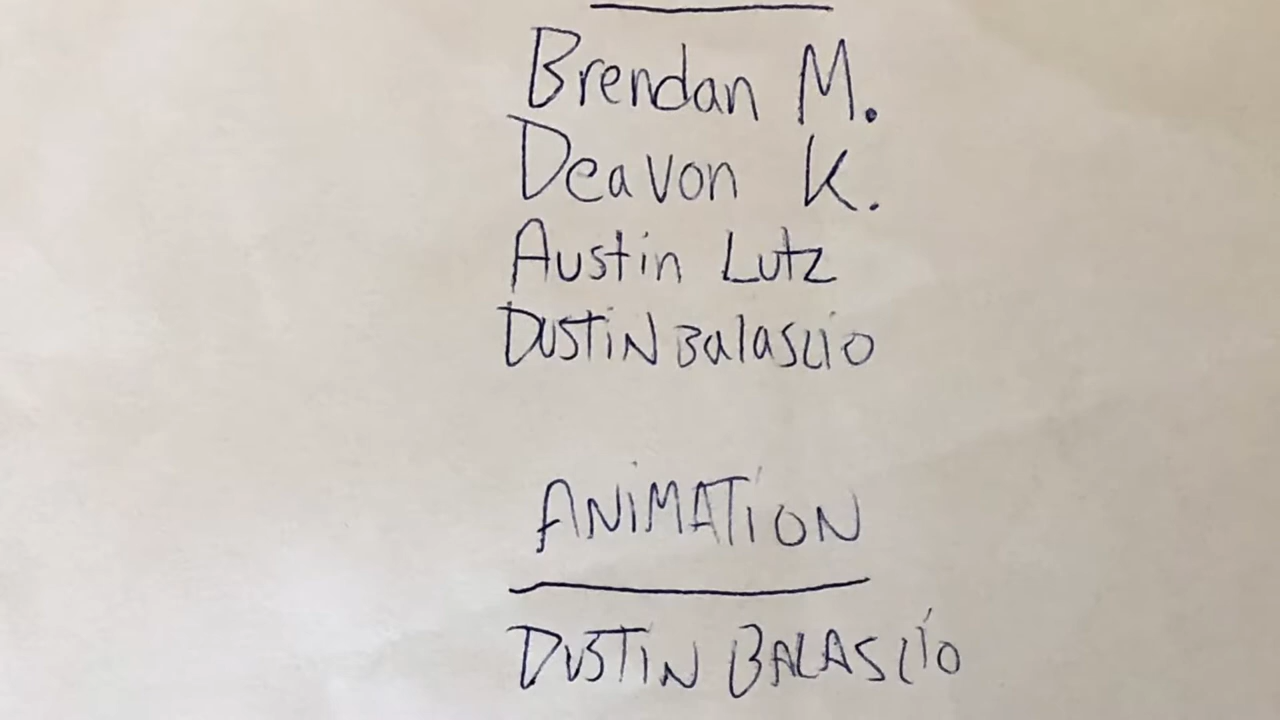 Brendan M.
Deavon K.
Austin Lutz
DUSTiN Balascio
ANiMATiON
DUSTiN BALASCiO